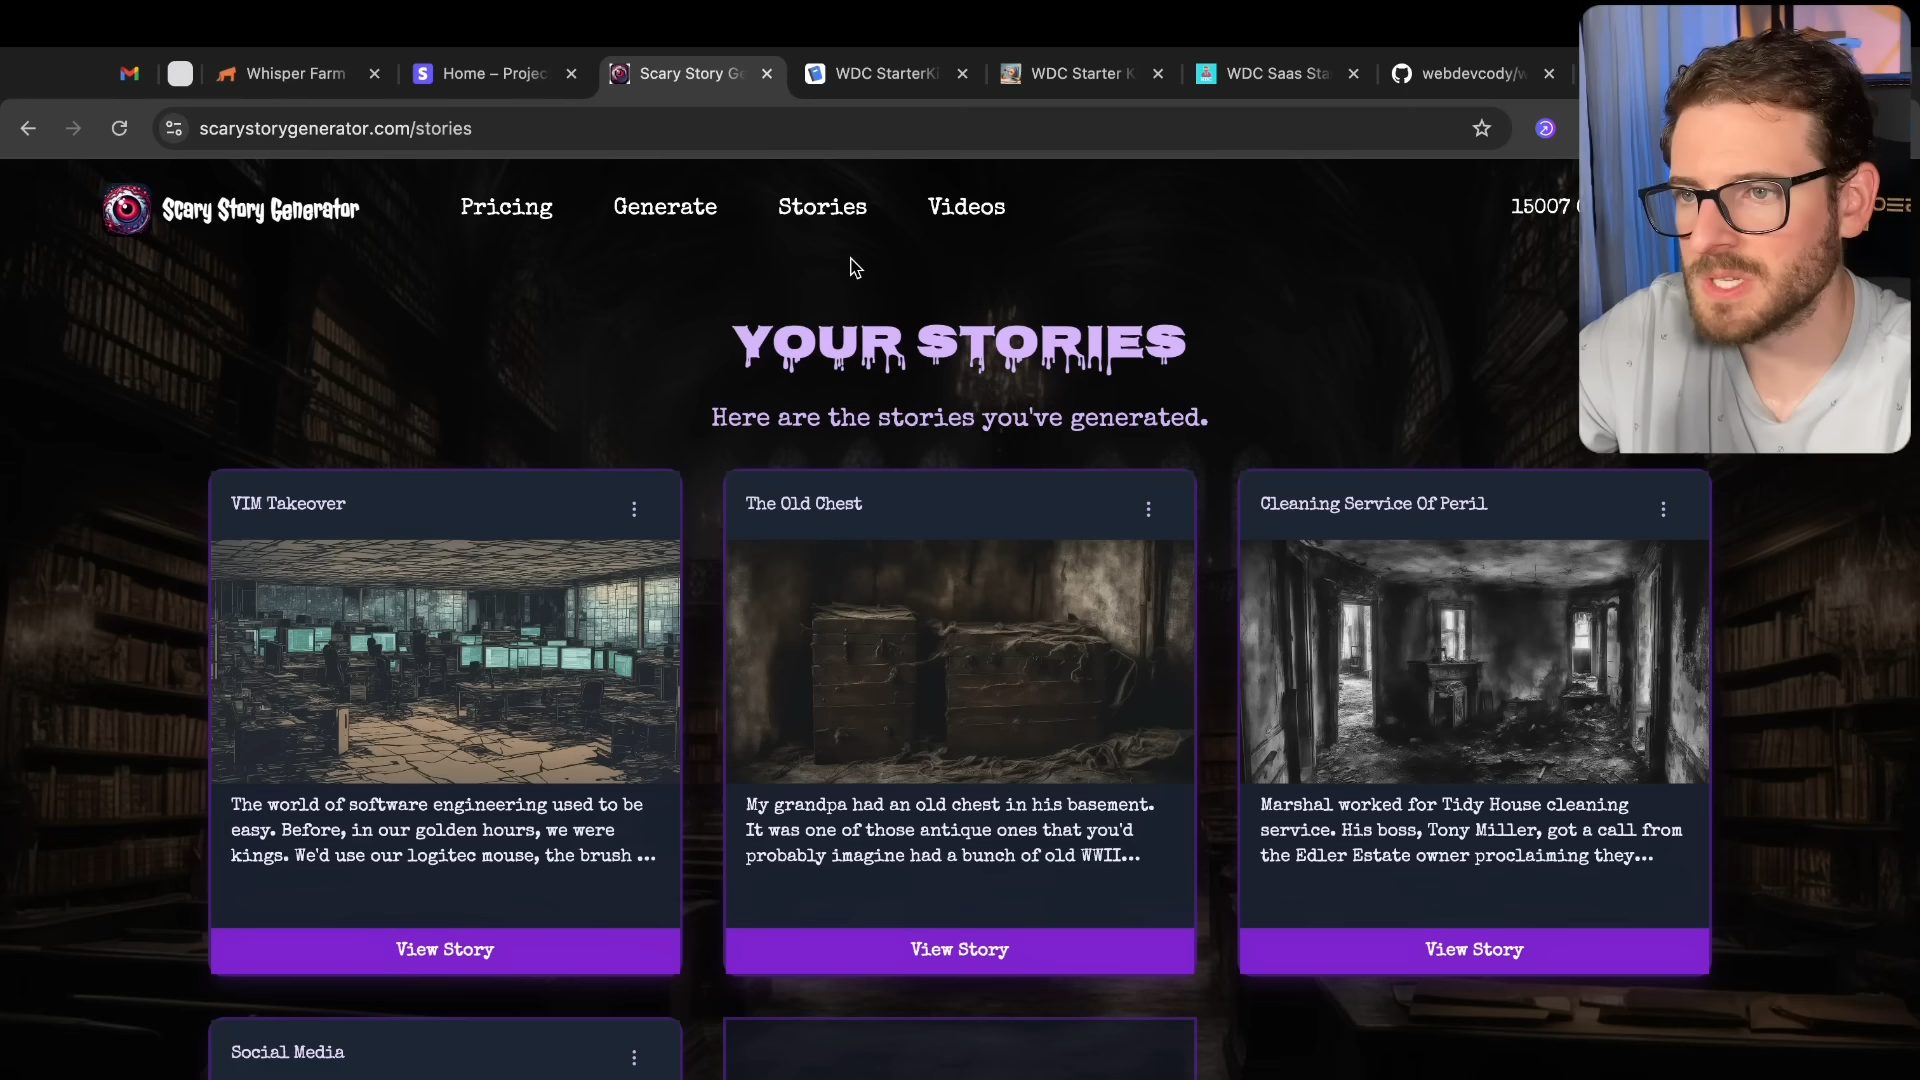 Whisper Farm
Home – Projec
Scary Story Ge
WDC StarterKi
WDC Starter K
WDC Saas Sta
webdevcody/w
scarystorygenerator.com/stories
Scary Story Generator
Pricing
Generate
Stories
Videos
15007
YOUR STORIES
Here are the stories you've generated.
VIM Takeover
The world of software engineering used to be
easy. Before, in our golden hours, we were
kings. We'd use our logitec mouse, the brush ...
View Story
The Old Chest
My grandpa had an old chest in his basement.
It was one of those antique ones that you'd
probably imagine had a bunch of old WWII...
View Story
Cleaning Service Of Peril
Marshal worked for Tidy House cleaning
service. His boss, Tony Miller, got a call from
the Edler Estate owner proclaiming they...
View Story
Social Media